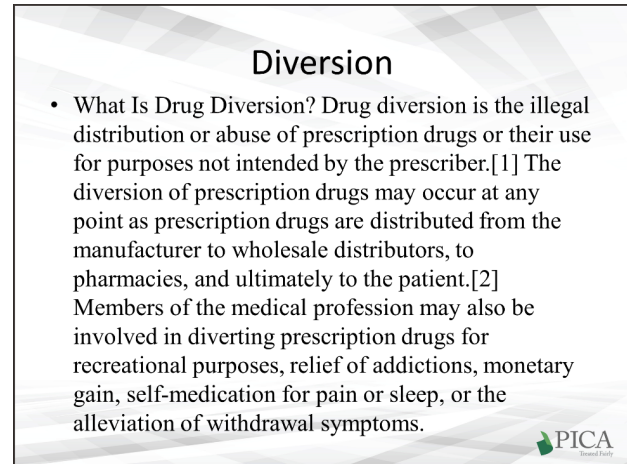 Diversion
• What Is Drug Diversion? Drug diversion is the illegal
distribution or abuse of prescription drugs or their use
for purposes not intended by the prescriber.[1] The
diversion of prescription drugs may occur at any
point as prescription drugs are distributed from the
manufacturer to wholesale distributors, to
pharmacies, and ultimately to the patient.[2]
Members of the medical profession may also be
involved in diverting prescription drugs for
recreational purposes, relief of addictions, monetary
gain, self-medication for pain or sleep, or the
alleviation of withdrawal symptoms.
PICA
Treated Fairly